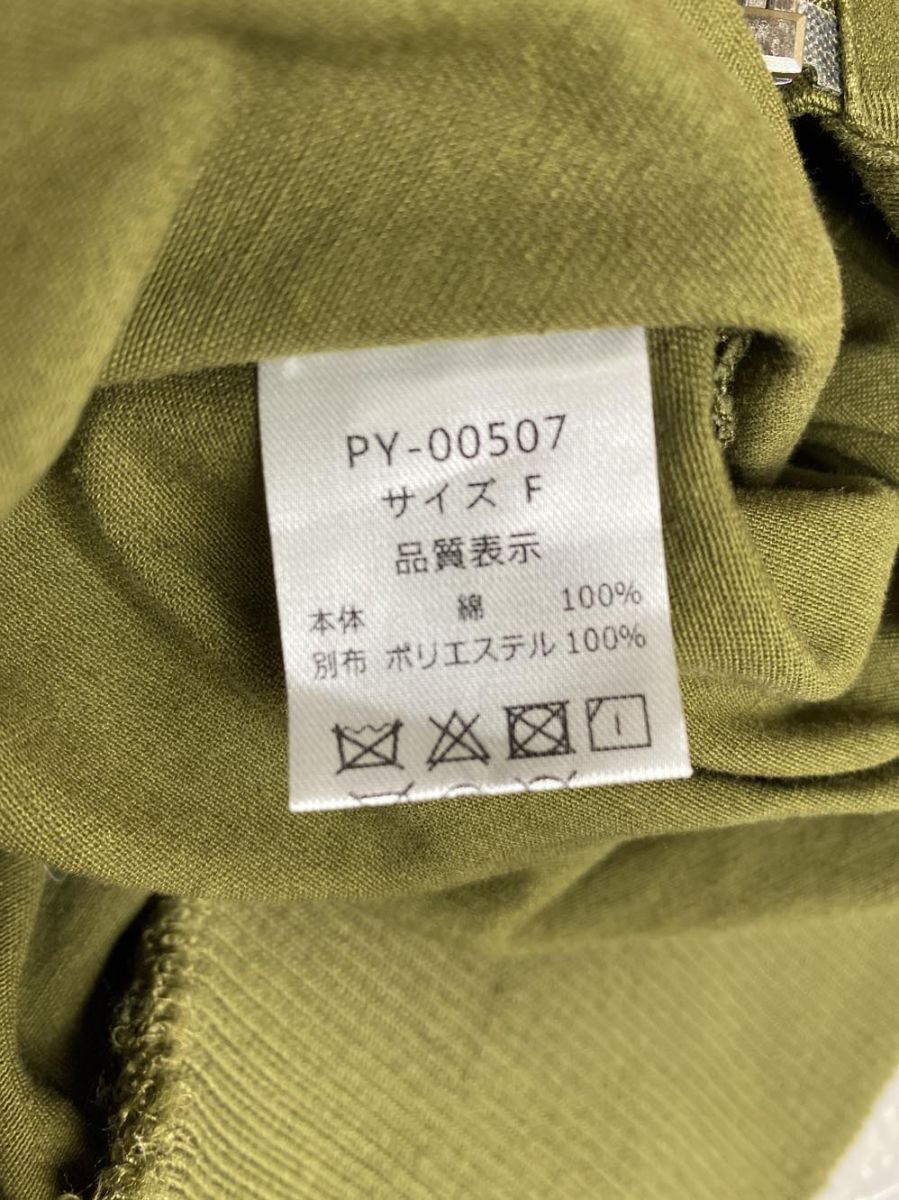 PY-00507
サイズ F
品質表示
本体 綿 100%
別布 ポリエステル 100%